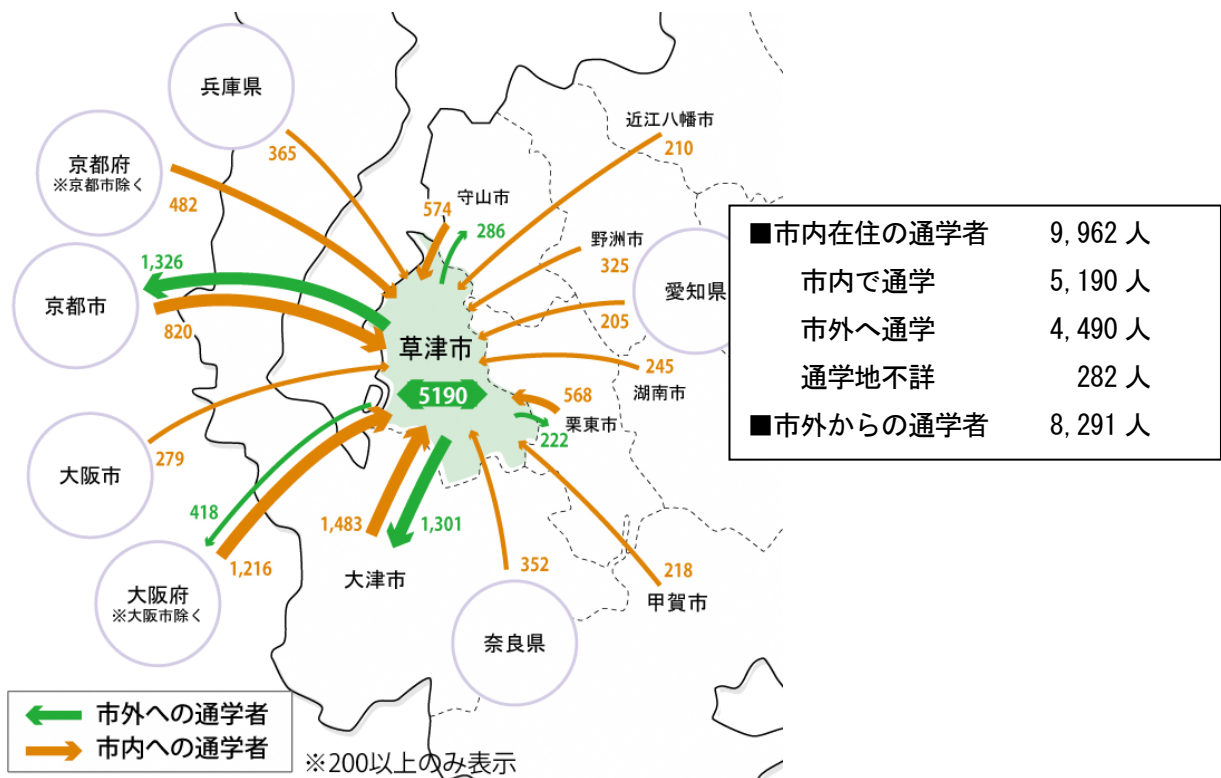 兵庫県
365
京都府
※京都市除く
482
近江八幡市
210
守山市
574
286
野洲市
325
愛知県
205
1,326
京都市
820
草津市
5190
245
湖南市
568
栗東市
222
大阪市
279
418
大阪府
※大阪市除く
1,216
1,483
1,301
大津市
352
奈良県
218
甲賀市
■市内在住の通学者 9,962 人
市内で通学 5,190 人
市外へ通学 4,490 人
通学地不詳 282 人
■市外からの通学者 8,291 人
市外への通学者
市内への通学者
※200以上のみ表示